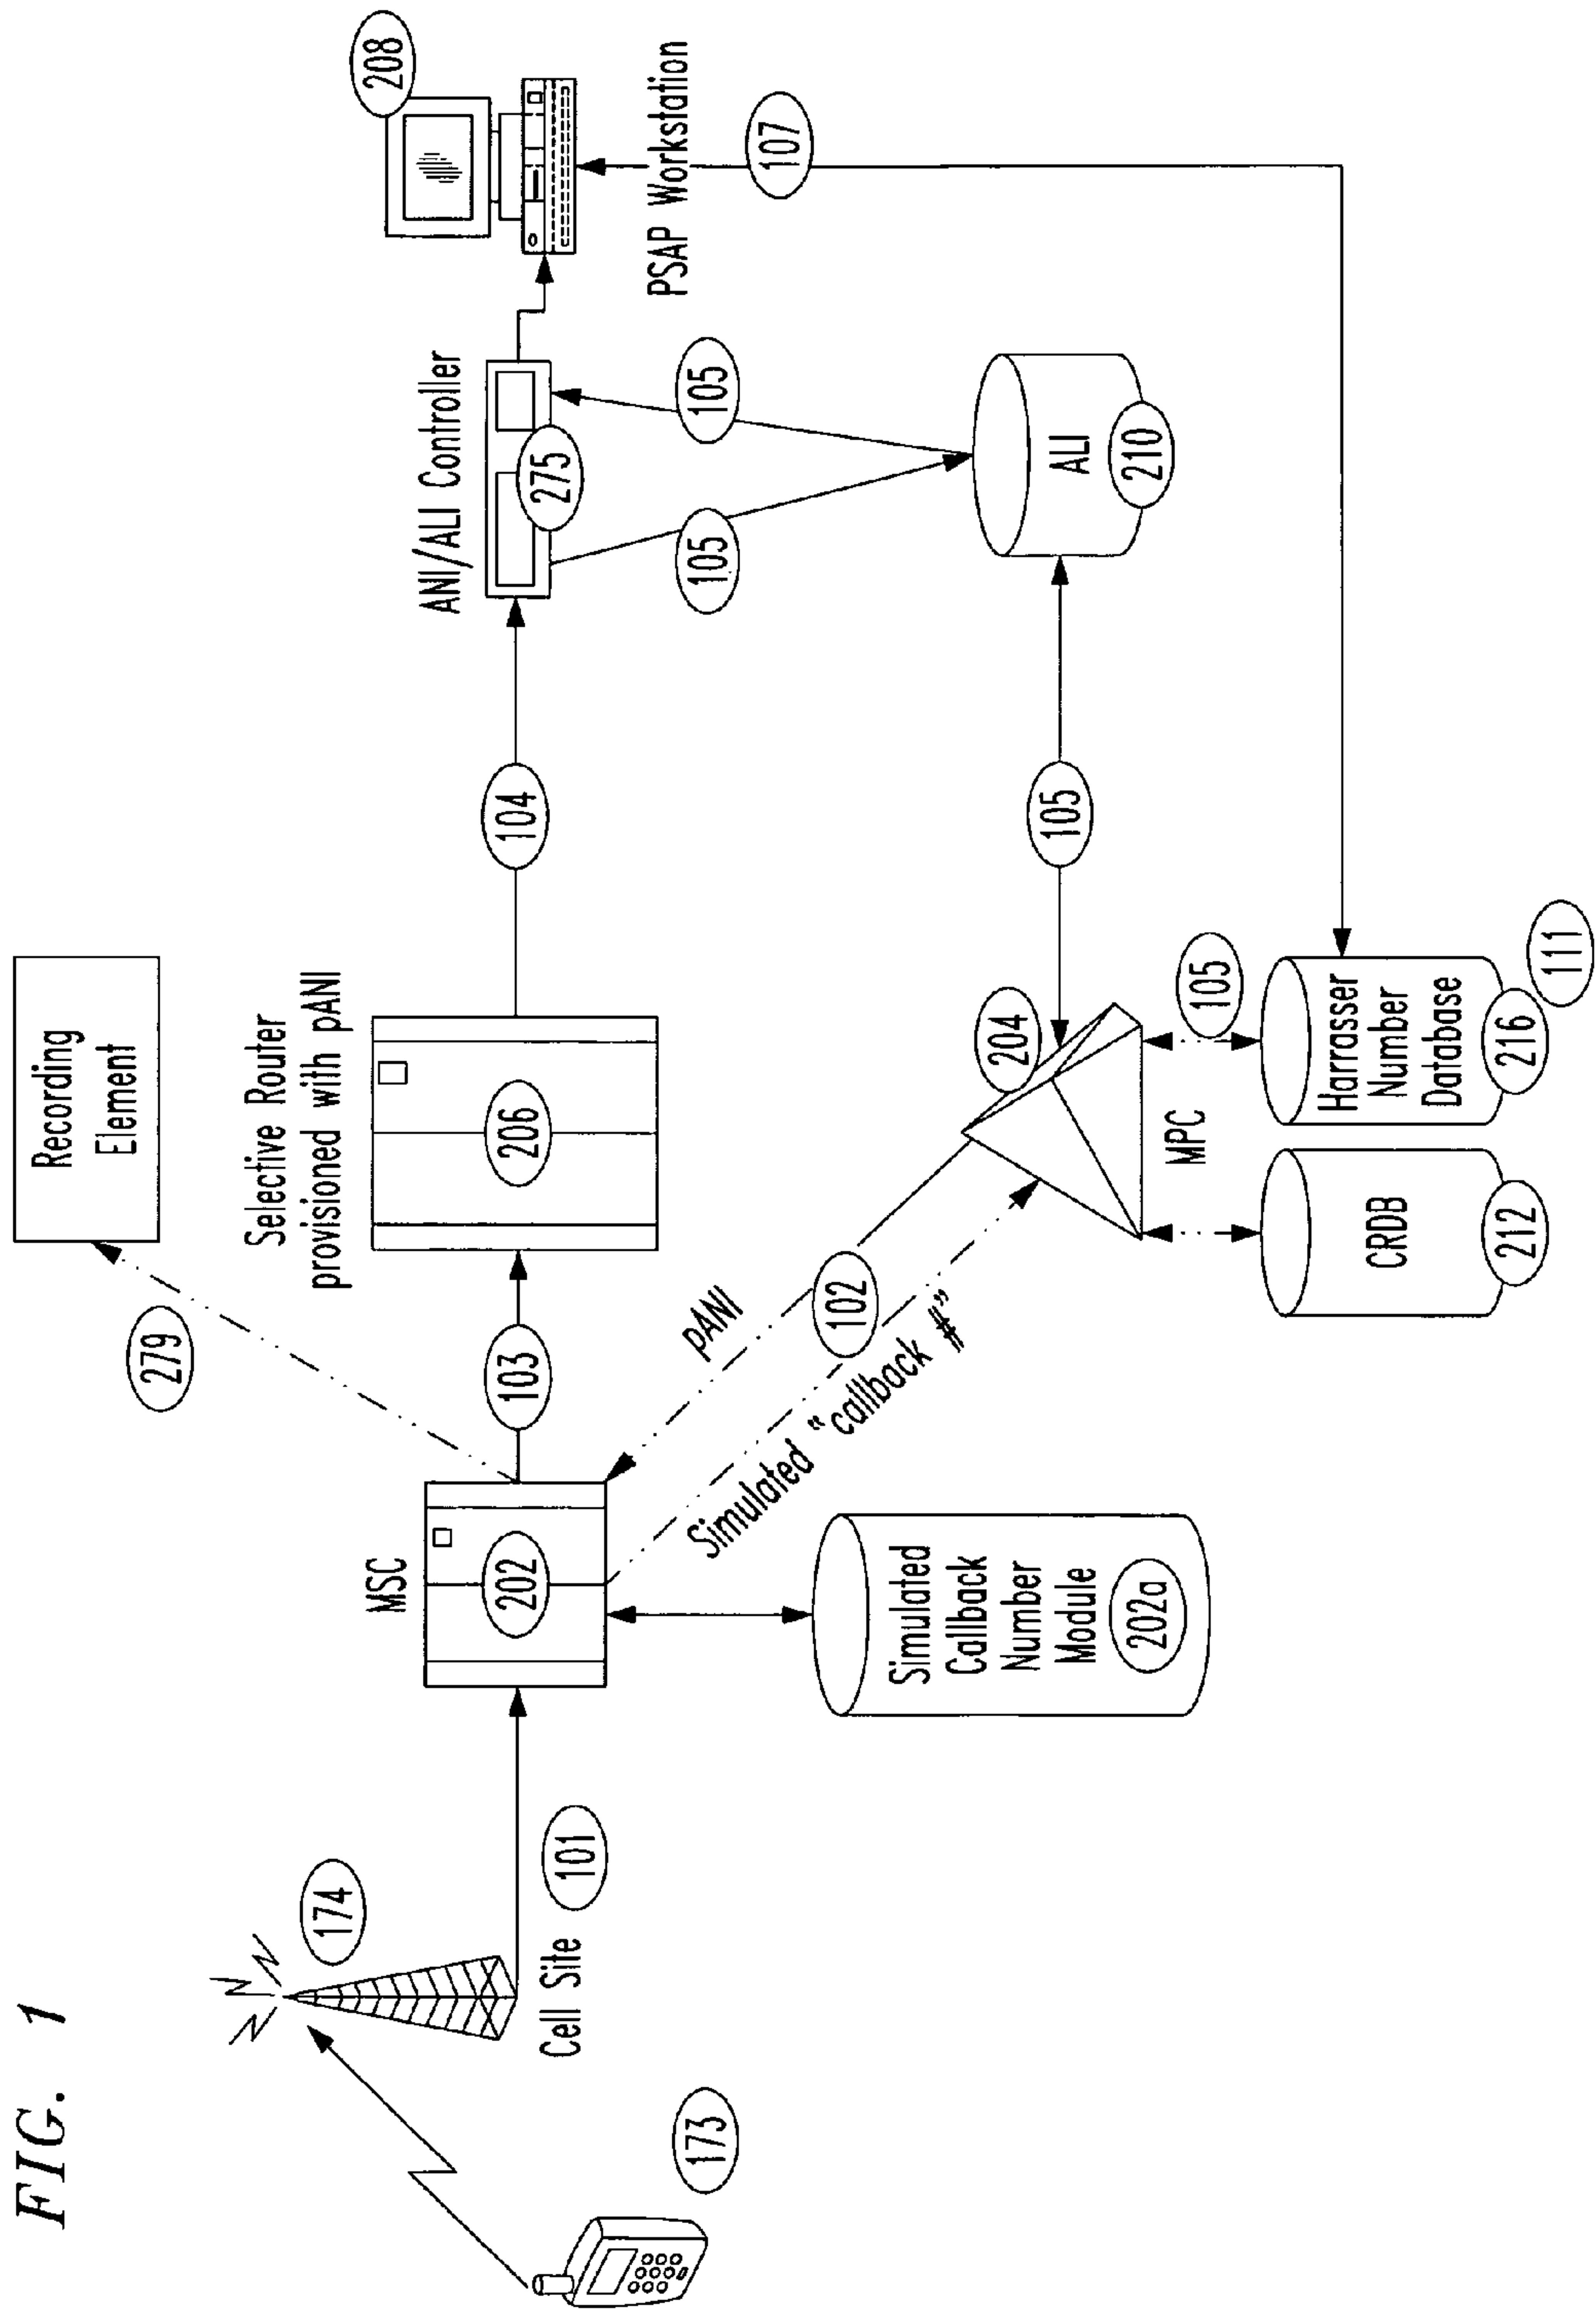 FIG. 1
173
174
Cell Site
101
MSC
202
Simulated
Callback
Number
Module
202a
279
Recording
Element
103
Selective Router
provisioned with pANI
206
pANI
102
Simulated "callback #"
204
MPC
CRDB
212
105
Harrasser
Number
Database
216
111
104
105
ANI/ALI Controller
275
105
105
ALI
210
208
PSAP Workstation
107